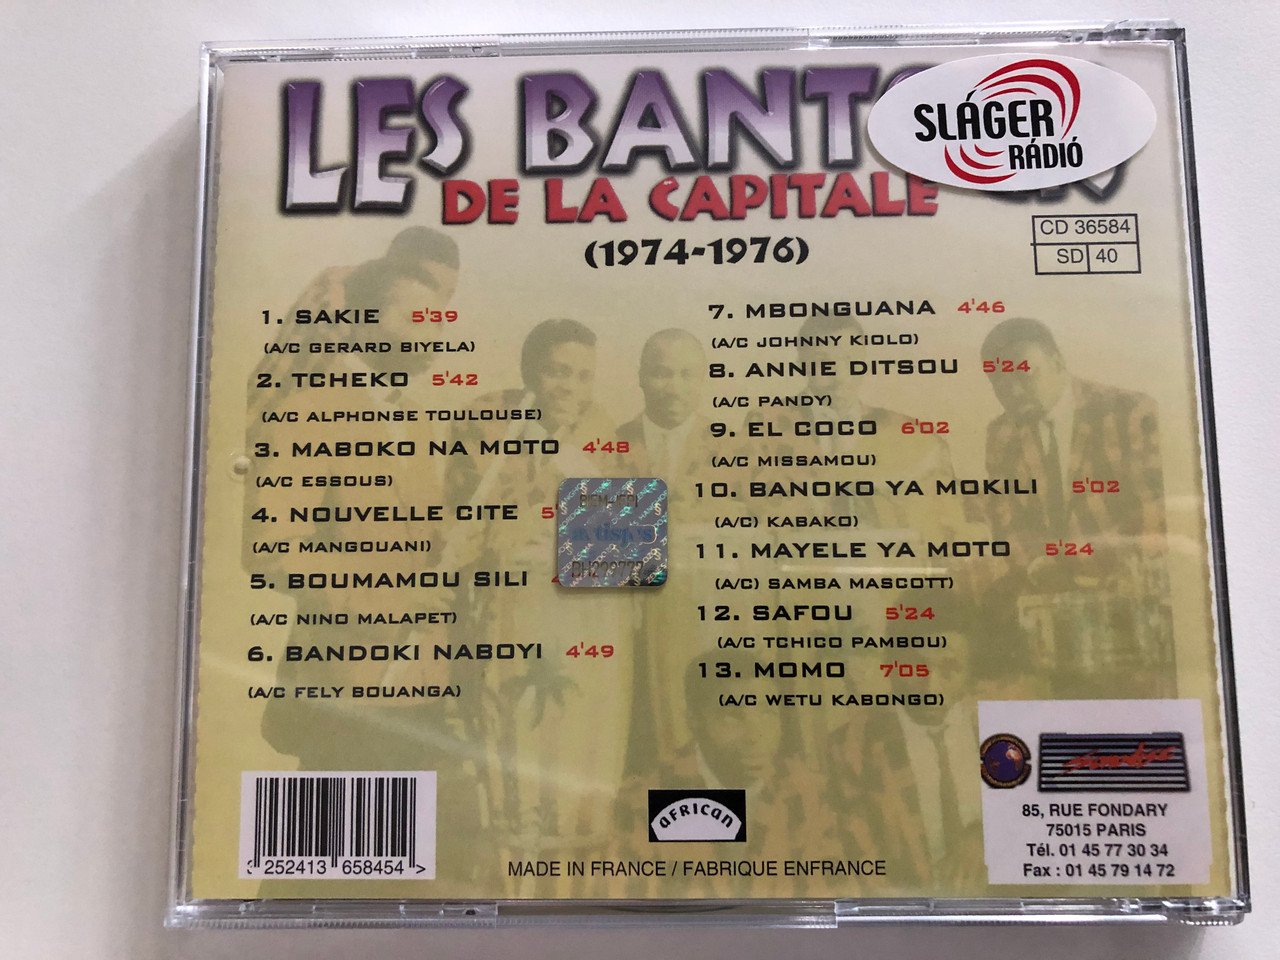 LES BANTOUS
SLÁGER
RÁDIÓ
DE LA CAPITALE
(1974-1976)
CD 36584
SD 40
1. SAKIE 5'39
(A/C GERARD BIYELA)
2. TCHEKO 5'42
(A/C ALPHONSE TOULOUSE)
3. MABOKO NA MOTO 4'48
(A/C ESSOUS)
4. NOUVELLE CITE
(A/C MANGOUANI)
5. BOUMAMOU SILI
(A/C NINO MALAPET)
6. BANDOKI NABOYI 4'49
(A/C FELY BOUANGA)
7. MBONGUANA 4'46
(A/C JOHNNY KIOLO)
8. ANNIE DITSOU 5'24
(A/C PANDY)
9. EL COCO 6'02
(A/C MISSAMOU)
10. BANOKO YA MOKILI 5'02
(A/C) KABAKO)
11. MAYELE YA MOTO 5'24
(A/C) SAMBA MASCOTT)
12. SAFOU 5'24
(A/C TCHICO PAMBOU)
13. MOMO 7'05
(A/C WETU KABONGO)
artisjus
3 252413 658454 >
african
MADE IN FRANCE / FABRIQUE ENFRANCE
85, RUE FONDARY
75015 PARIS
Tél. 01 45 77 30 34
Fax : 01 45 79 14 72